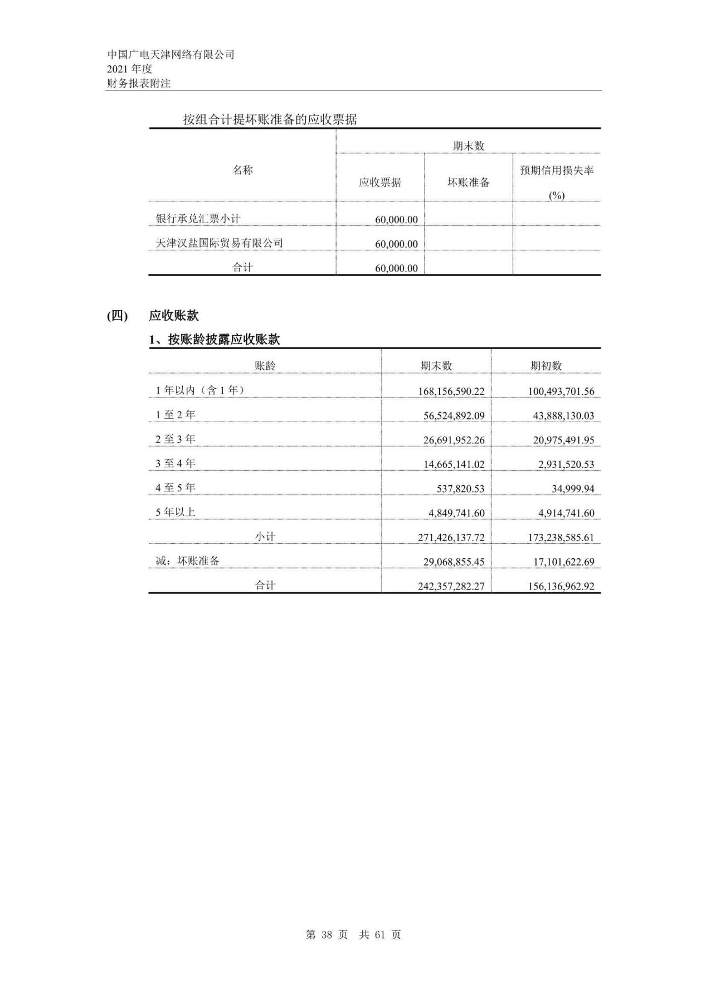 中国广电天津网络有限公司
2021 年度
财务报表附注
按组合计提坏账准备的应收票据
名称 期末数
应收票据 坏账准备 预期信用损失率
(%)
银行承兑汇票小计 60,000.00
天津汉盐国际贸易有限公司 60,000.00
合计 60,000.00
(四) 应收账款
1、按账龄披露应收账款
账龄 期末数 期初数
1 年以内（含 1 年） 168,156,590.22 100,493,701.56
1 至 2 年 56,524,892.09 43,888,130.03
2 至 3 年 26,691,952.26 20,975,491.95
3 至 4 年 14,665,141.02 2,931,520.53
4 至 5 年 537,820.53 34,999.94
5 年以上 4,849,741.60 4,914,741.60
小计 271,426,137.72 173,238,585.61
减：坏账准备 29,068,855.45 17,101,622.69
合计 242,357,282.27 156,136,962.92
第 38 页 共 61 页